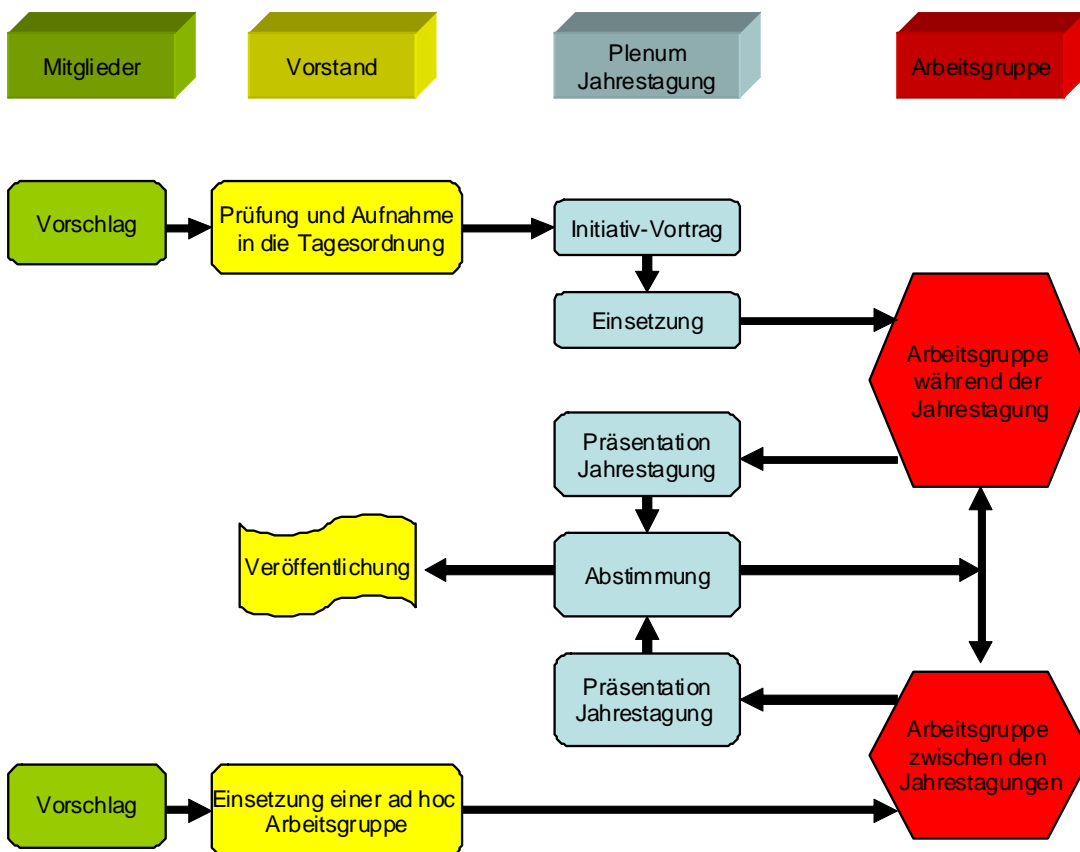 Mitglieder
Vorstand
Plenum
Jahrestagung
Arbeitsgruppe
Vorschlag
Prüfung und Aufnahme
in die Tagesordnung
Initiativ-Vortrag
Einsetzung
Arbeitsgruppe
während der
Jahrestagung
Präsentation
Jahrestagung
Veröffentlichung
Abstimmung
Präsentation
Jahrestagung
Arbeitsgruppe
zwischen den
Jahrestagungen
Vorschlag
Einsetzung einer ad hoc
Arbeitsgruppe